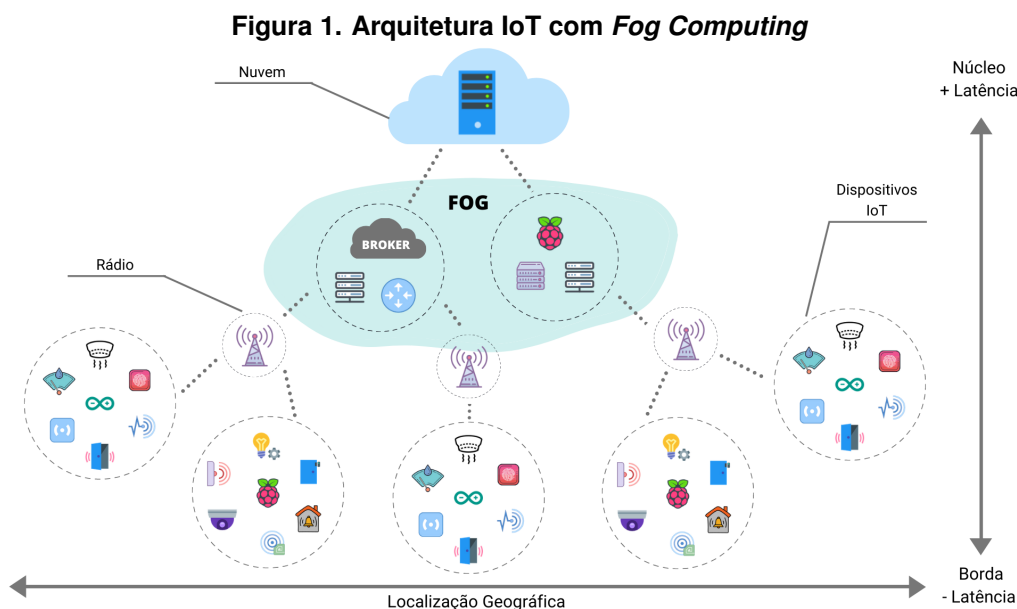 Figura 1. Arquitetura IoT com Fog Computing
Nuvem
Núcleo
+ Latência
FOG
BROKER
Dispositivos
IoT
Rádio
Localização Geográfica
Borda
- Latência